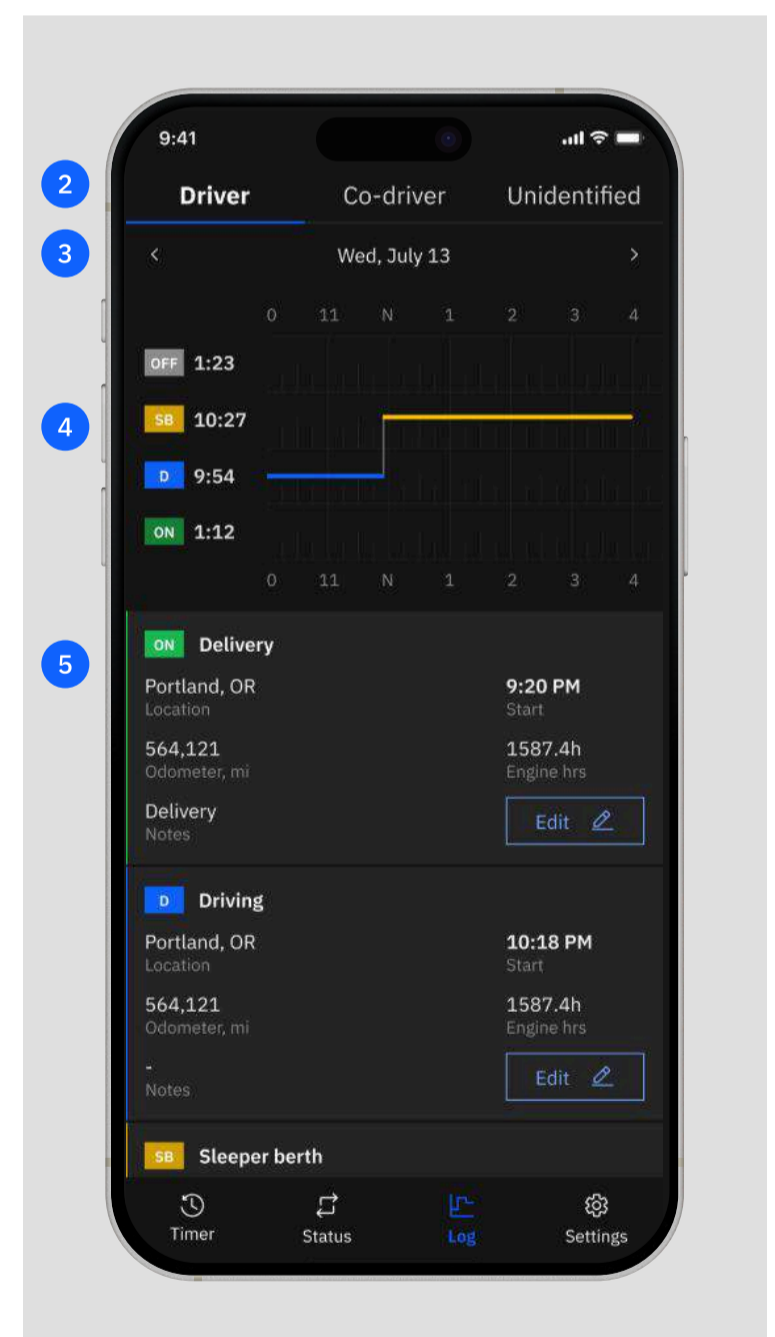 9:41
2
Driver Co-driver Unidentified
3
Wed, July 13
0 11 N 1 2 3 4
OFF 1:23
4
SB 10:27
D 9:54
ON 1:12
0 11 N 1 2 3 4
5
ON Delivery
Portland, OR 9:20 PM
Location Start
564,121 1587.4h
Odometer, mi Engine hrs
Delivery
Notes
Edit
D Driving
Portland, OR 10:18 PM
Location Start
564,121 1587.4h
Odometer, mi Engine hrs
-
Notes
Edit
SB Sleeper berth
Timer Status Log Settings